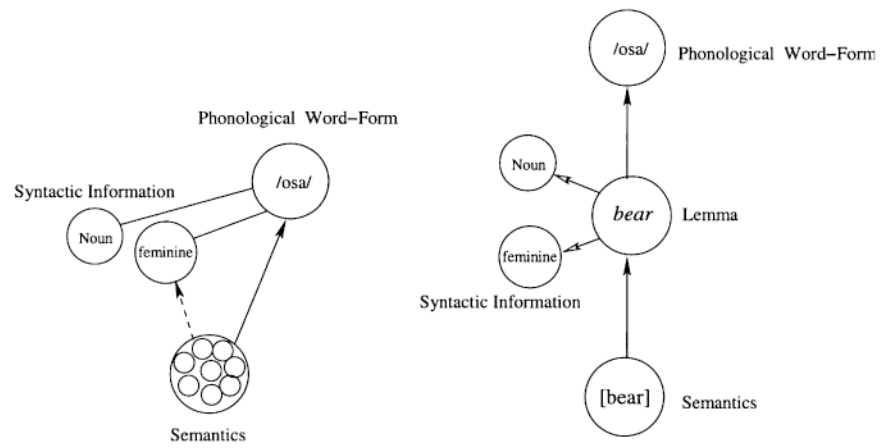 Phonological Word-Form
/osa/
Syntactic Information
Noun
feminine
Semantics
/osa/
Phonological Word-Form
Noun
bear
Lemma
feminine
Syntactic Information
[bear]
Semantics